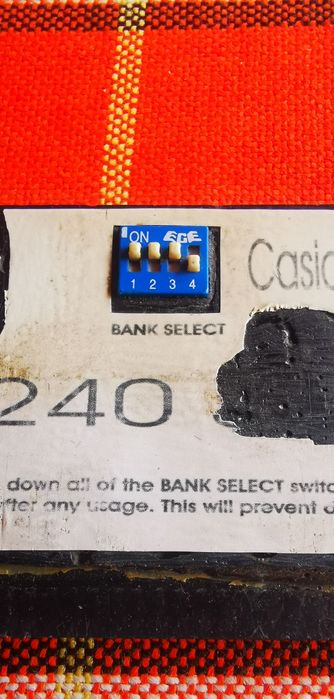 ON ECE
1 2 3 4
Casio
BANK SELECT
240
down all of the BANK SELECT switc
fter any usage. This will prevent d